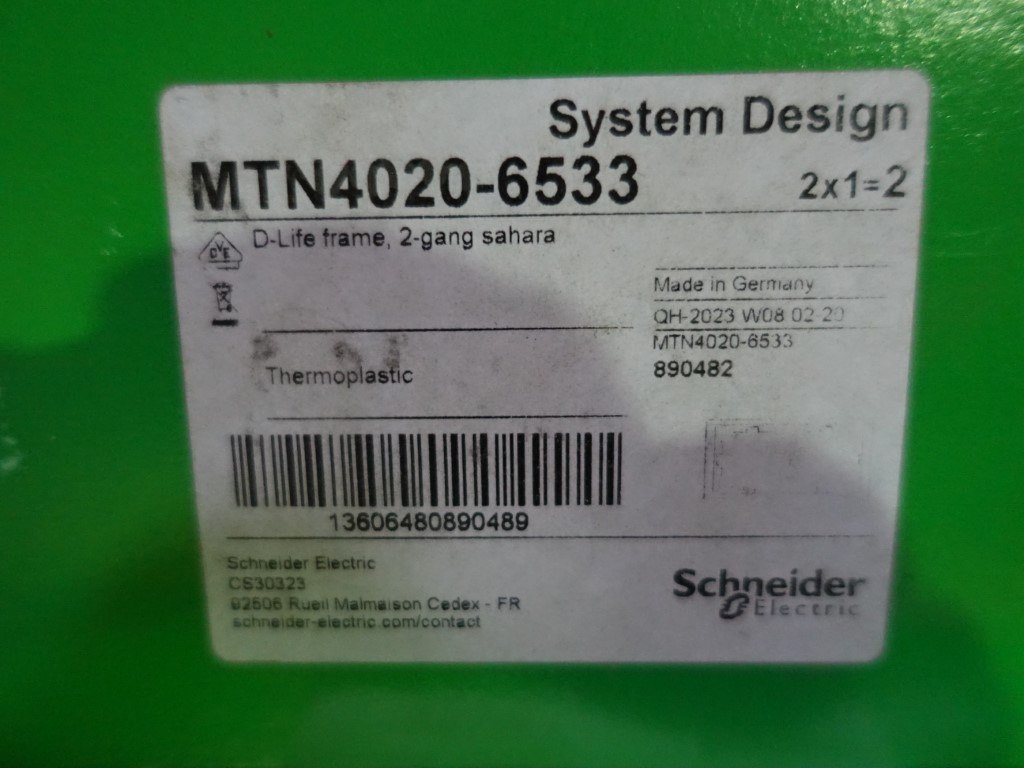 System Design
MTN4020-6533
2x1=2
D-Life frame, 2-gang sahara
DVE
Made in Germany
QH-2023 W08 02-20
MTN4020-6533
890482
Thermoplastic
13606480890489
Schneider Electric
CS30323
92506 Rueil Malmaison Cedex - FR
schneider-electric.com/contact
Schneider
Electric